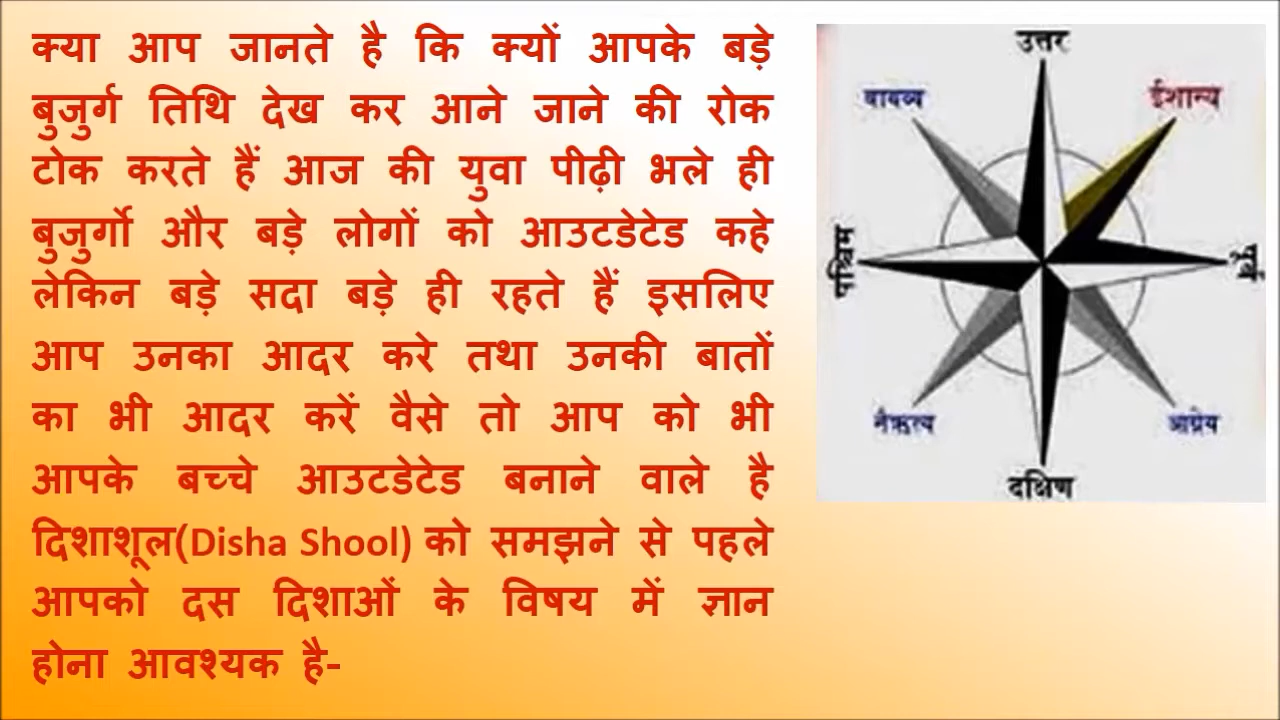 क्या आप जानते है कि क्यों आपके बड़े
बुजुर्ग तिथि देख कर आने जाने की रोक
टोक करते हैं आज की युवा पीढ़ी भले ही
बुजुर्गो और बड़े लोगों को आउटडेटेड कहे
लेकिन बड़े सदा बड़े ही रहते हैं इसलिए
आप उनका आदर करे तथा उनकी बातों
का भी आदर करें वैसे तो आप को भी
आपके बच्चे आउटडेटेड बनाने वाले है
दिशाशूल(Disha Shool) को समझने से पहले
आपको दस दिशाओं के विषय में ज्ञान
होना आवश्यक है-
उत्तर
वायव्य
ईशान्य
पश्चिम
पूर्व
नैऋत्य
आग्नेय
दक्षिण